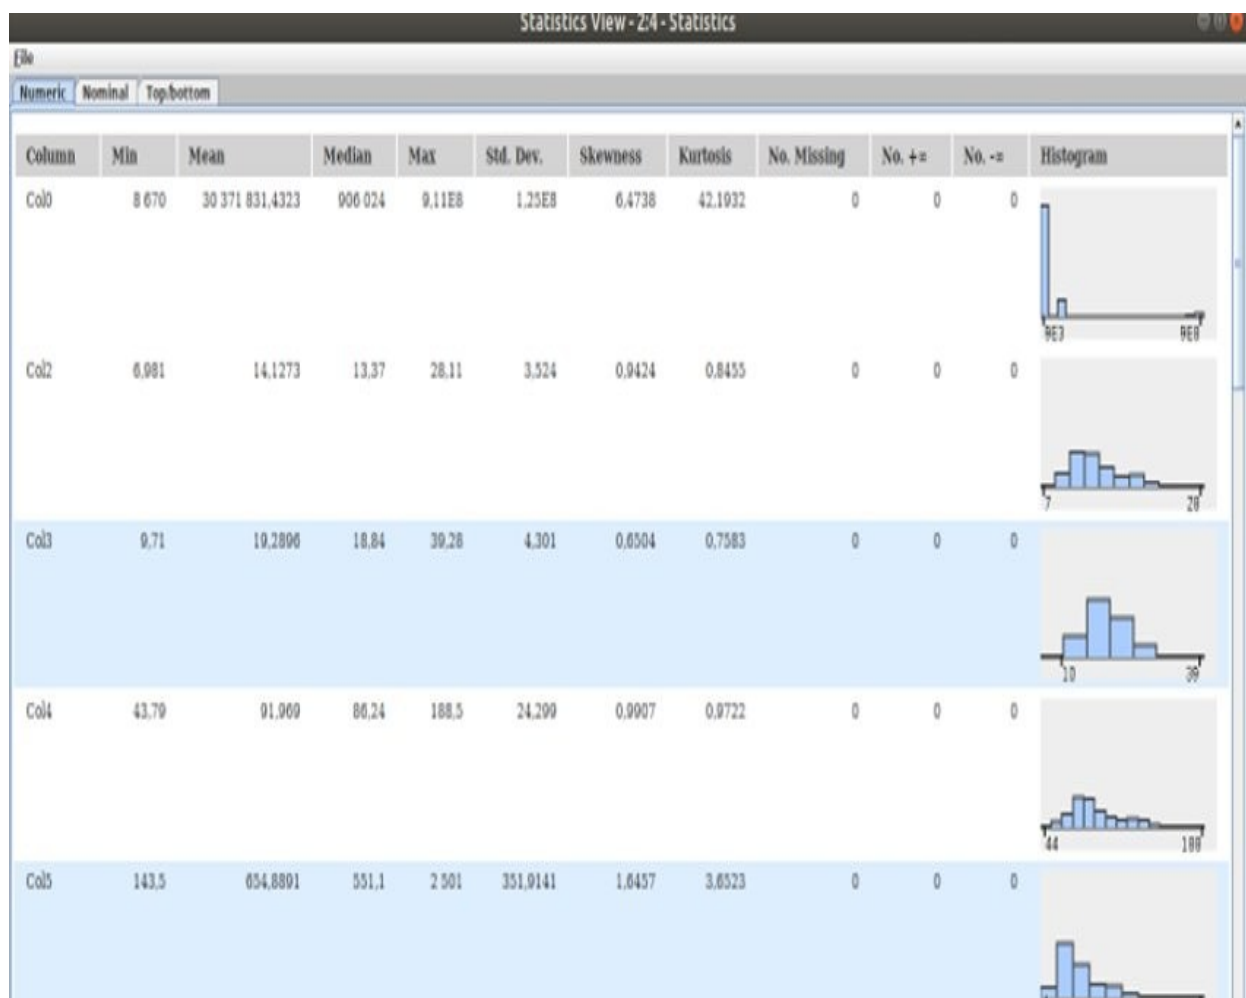 Statistics View - 2:4 - Statistics
File
Numeric Nominal Top/bottom
Column Min Mean Median Max Std. Dev. Skewness Kurtosis No. Missing No. +∞ No. -∞ Histogram
Col0 8 670 30 371 831,4323 906 024 9,11E8 1,25E8 6,4738 42,1932 0 0 0
9E3 9E8
Col2 6,981 14,1273 13,37 28,11 3,524 0,9424 0,8455 0 0 0
7 28
Col3 9,71 19,2896 18,84 39,28 4,301 0,6504 0,7583 0 0 0
10 39
Col4 43,79 91,969 86,24 188,5 24,299 0,9907 0,9722 0 0 0
44 188
Col5 143,5 654,8891 551,1 2 501 351,9141 1,6457 3,6523 0 0 0